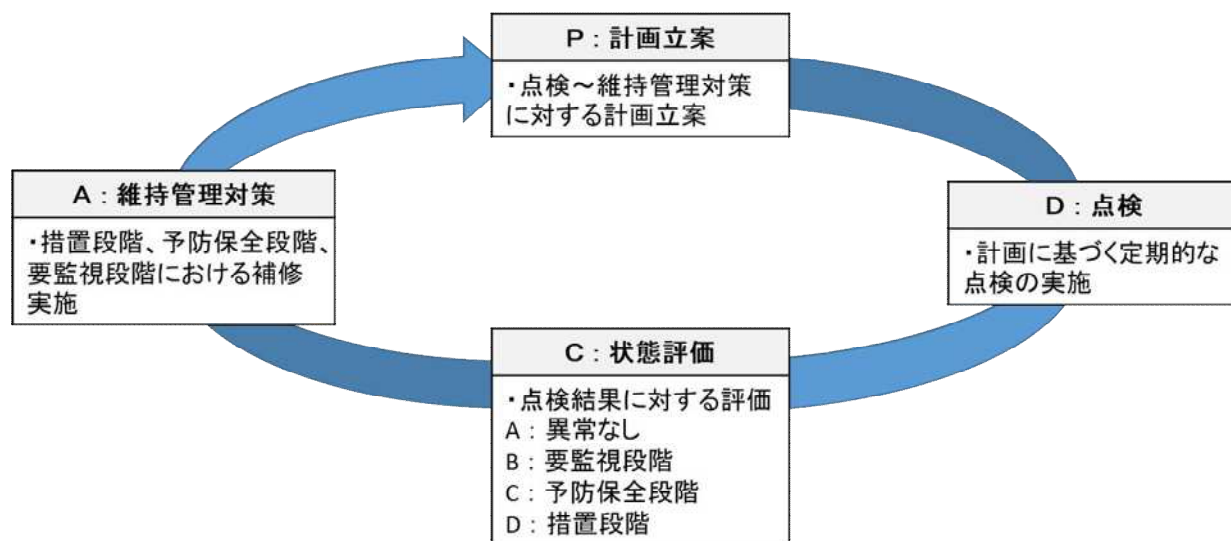 P：計画立案
・点検～維持管理対策
に対する計画立案
D：点検
・計画に基づく定期的な
点検の実施
C：状態評価
・点検結果に対する評価
A：異常なし
B：要監視段階
C：予防保全段階
D：措置段階
A：維持管理対策
・措置段階、予防保全段階、
要監視段階における補修
実施